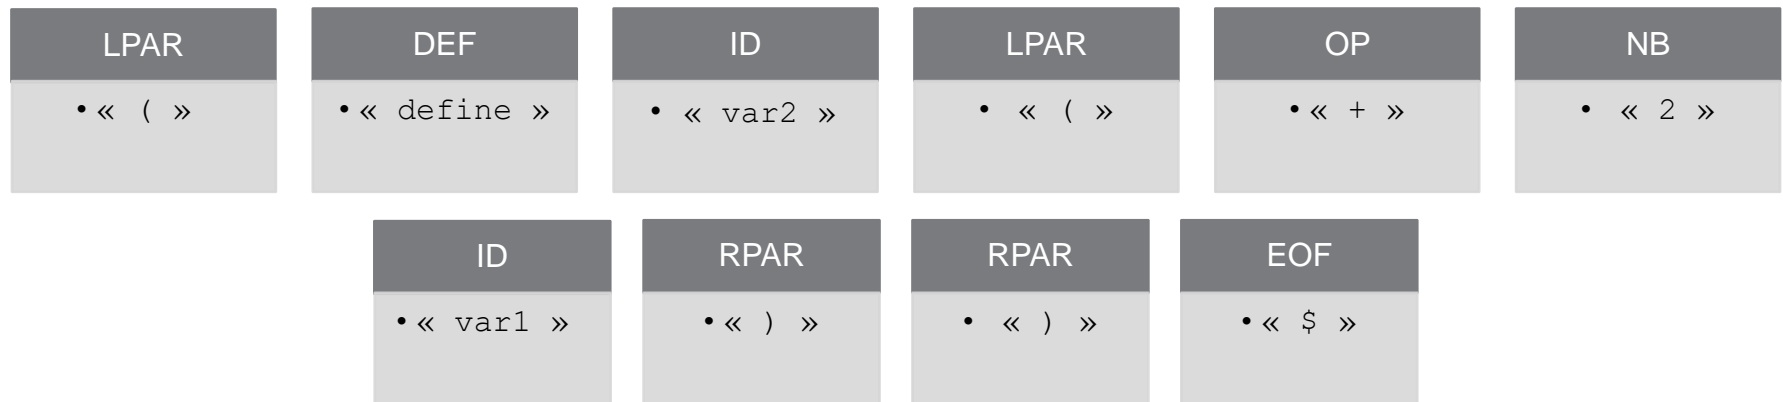 LPAR DEF ID LPAR OP NB
• « ( » • « define » • « var2 » • « ( » • « + » • « 2 »
ID RPAR RPAR EOF
• « var1 » • « ) » • « ) » • « $ »